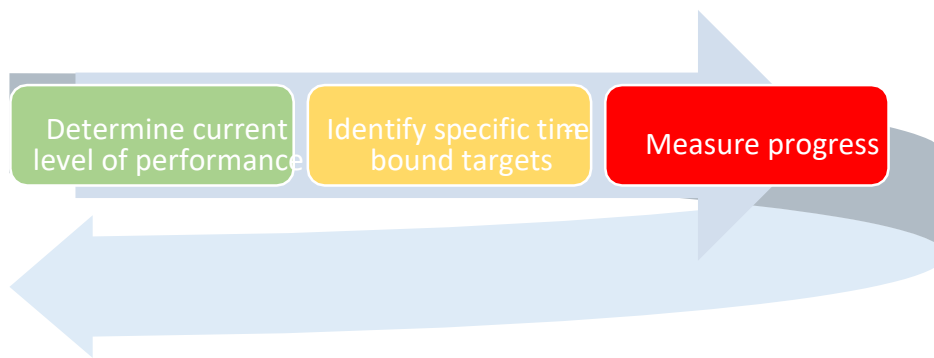 Determine current
level of performance
Identify specific time-
bound targets
Measure progress